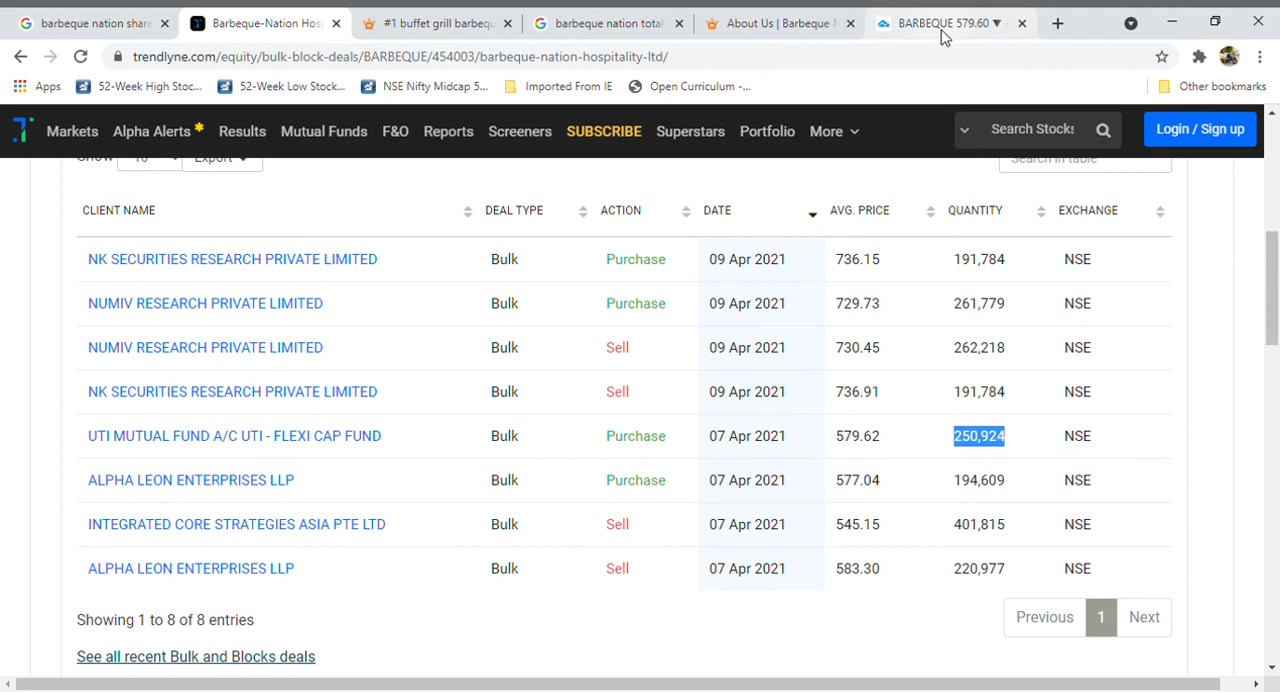 barbeque nation share
Barbeque-Nation Hos
#1 buffet grill barbequ
barbeque nation total
About Us | Barbeque N
BARBEQUE 579.60 ▼
trendlyne.com/equity/bulk-block-deals/BARBEQUE/454003/barbeque-nation-hospitality-ltd/
Apps 52-Week High Stoc... 52-Week Low Stock... NSE Nifty Midcap 5... Imported From IE Open Curriculum -... Other bookmarks
Markets Alpha Alerts Results Mutual Funds F&O Reports Screeners SUBSCRIBE Superstars Portfolio More Search Stocks Login / Sign up
Show 10 Export Search in table
CLIENT NAME DEAL TYPE ACTION DATE AVG. PRICE QUANTITY EXCHANGE
NK SECURITIES RESEARCH PRIVATE LIMITED Bulk Purchase 09 Apr 2021 736.15 191,784 NSE
NUMIV RESEARCH PRIVATE LIMITED Bulk Purchase 09 Apr 2021 729.73 261,779 NSE
NUMIV RESEARCH PRIVATE LIMITED Bulk Sell 09 Apr 2021 730.45 262,218 NSE
NK SECURITIES RESEARCH PRIVATE LIMITED Bulk Sell 09 Apr 2021 736.91 191,784 NSE
UTI MUTUAL FUND A/C UTI - FLEXI CAP FUND Bulk Purchase 07 Apr 2021 579.62 250,924 NSE
ALPHA LEON ENTERPRISES LLP Bulk Purchase 07 Apr 2021 577.04 194,609 NSE
INTEGRATED CORE STRATEGIES ASIA PTE LTD Bulk Sell 07 Apr 2021 545.15 401,815 NSE
ALPHA LEON ENTERPRISES LLP Bulk Sell 07 Apr 2021 583.30 220,977 NSE
Showing 1 to 8 of 8 entries Previous 1 Next
See all recent Bulk and Blocks deals